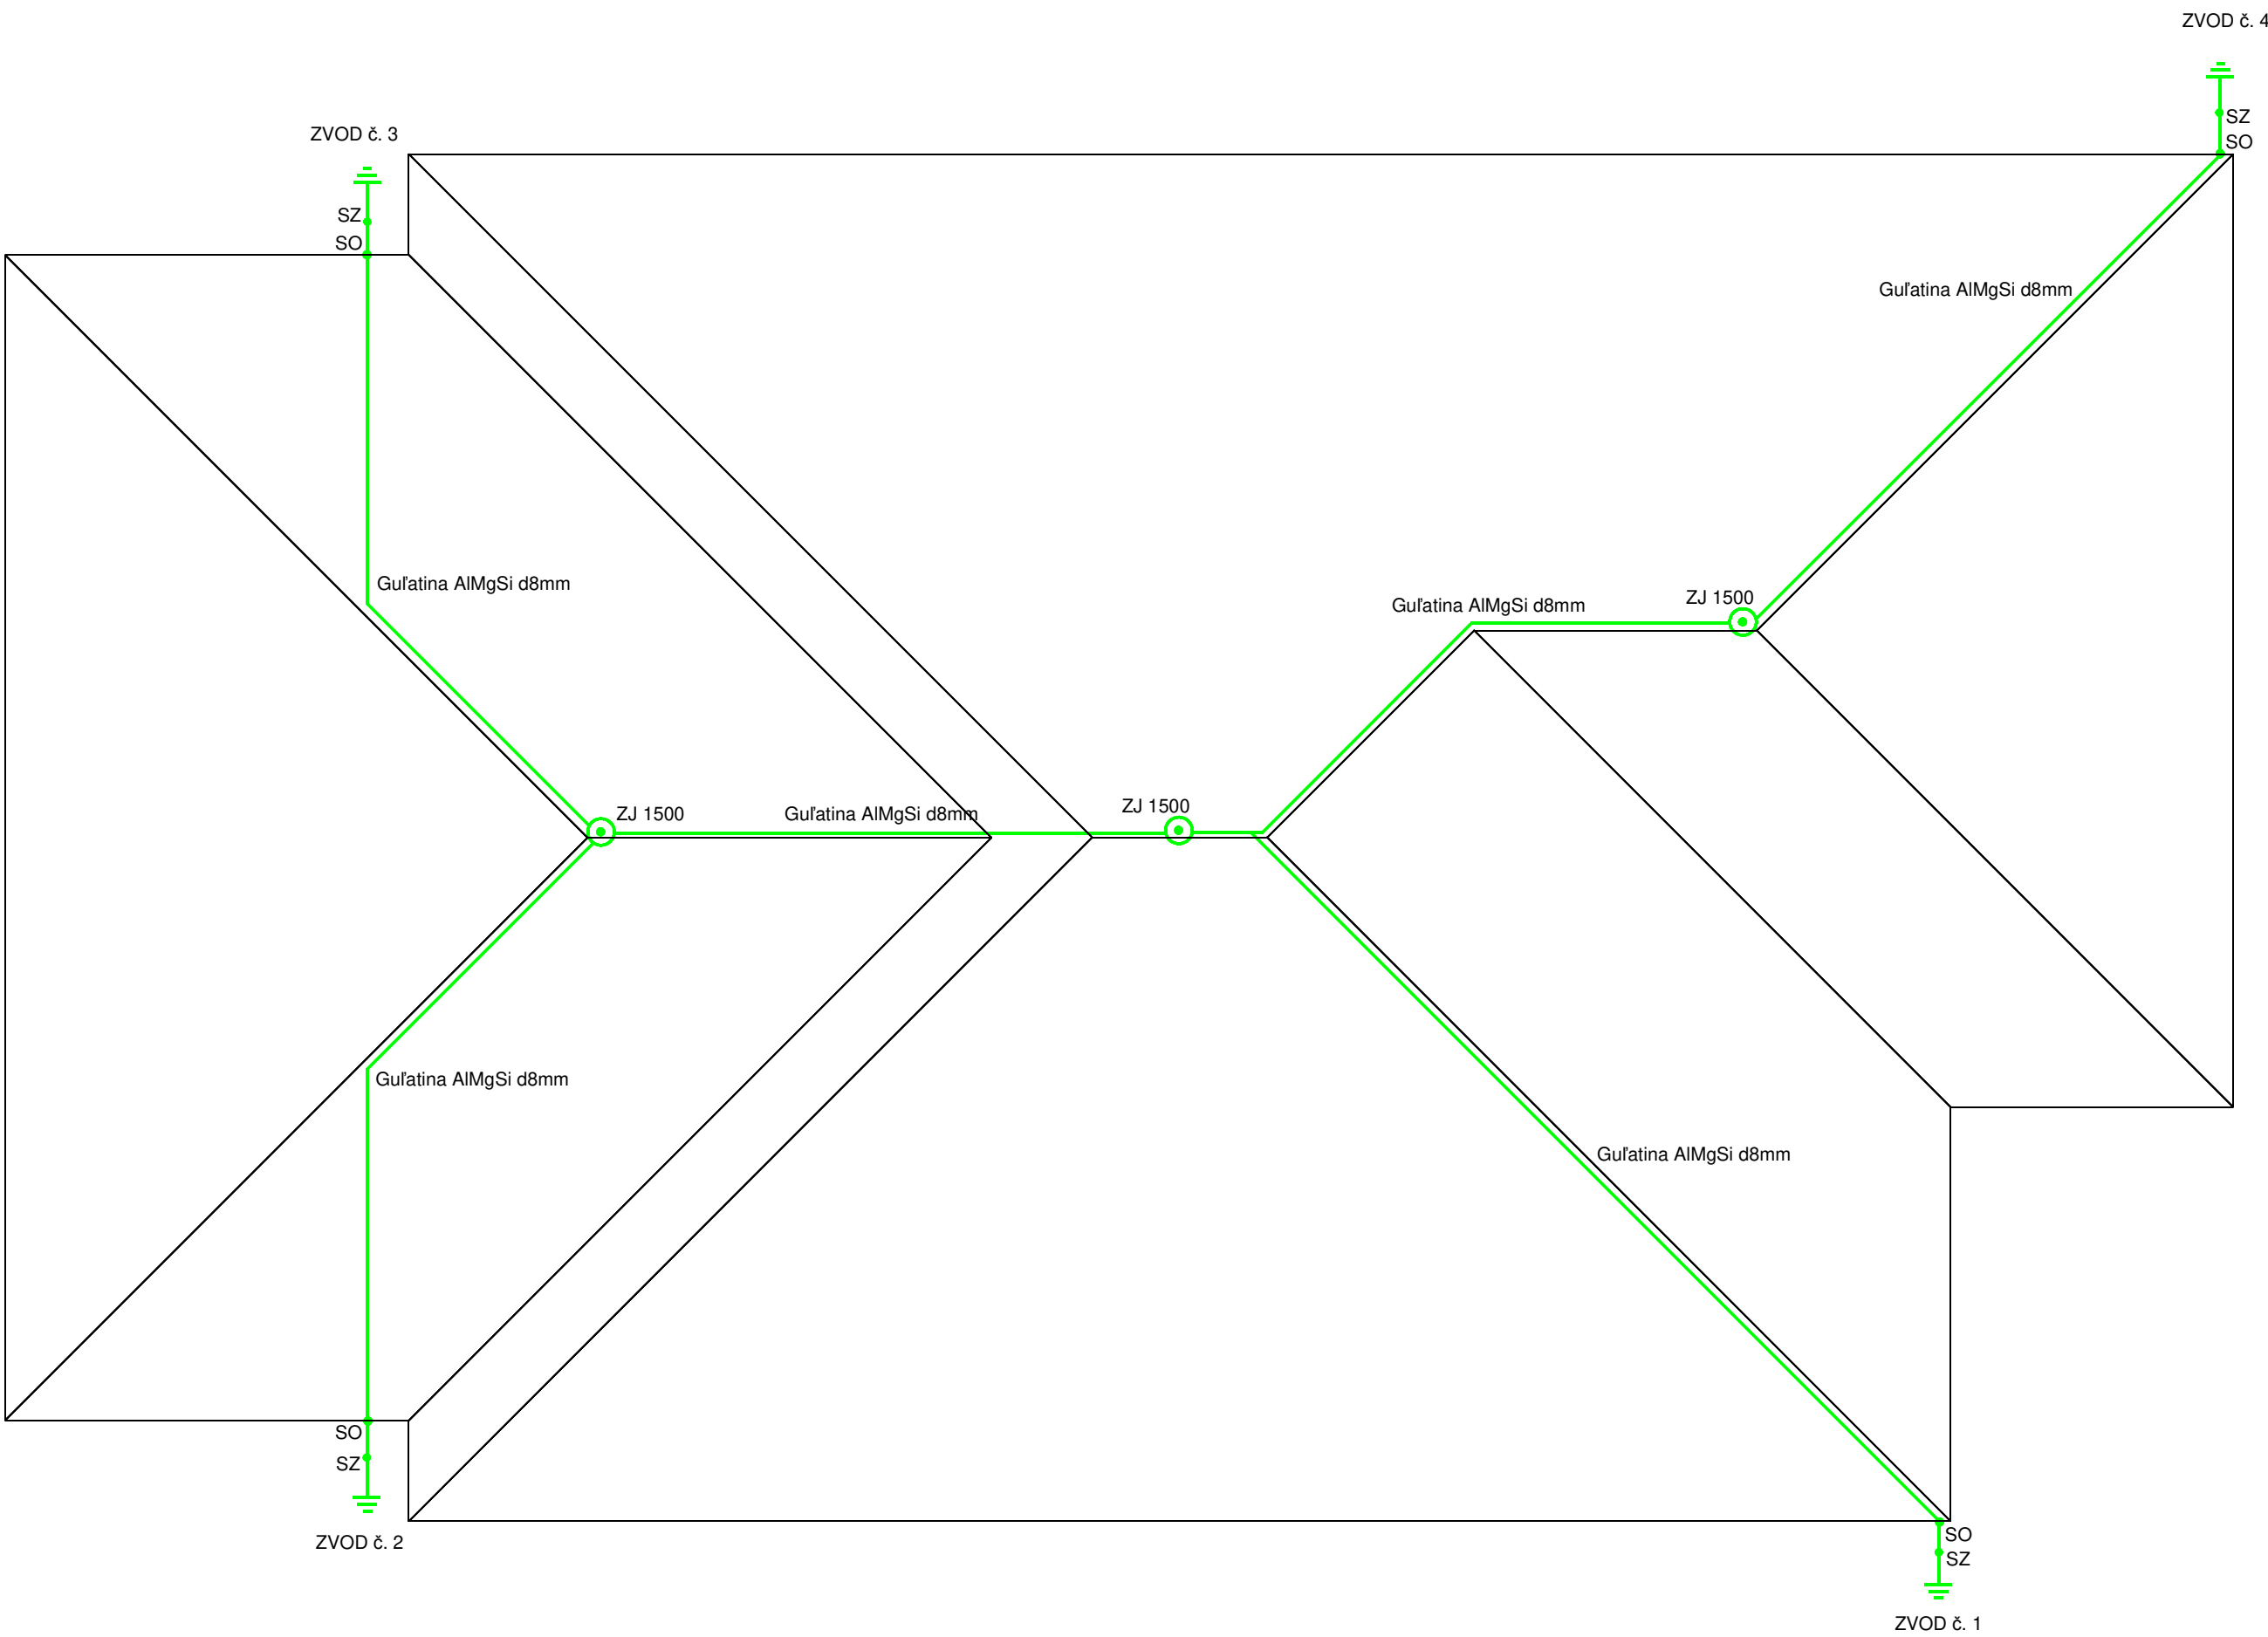 ZVOD č. 4
SZ
SO
ZVOD č. 3
SZ
SO
Guľatina AlMgSi d8mm
Guľatina AlMgSi d8mm
Guľatina AlMgSi d8mm
ZJ 1500
ZJ 1500
Guľatina AlMgSi d8mm
ZJ 1500
Guľatina AlMgSi d8mm
Guľatina AlMgSi d8mm
SO
SZ
ZVOD č. 2
SO
SZ
ZVOD č. 1